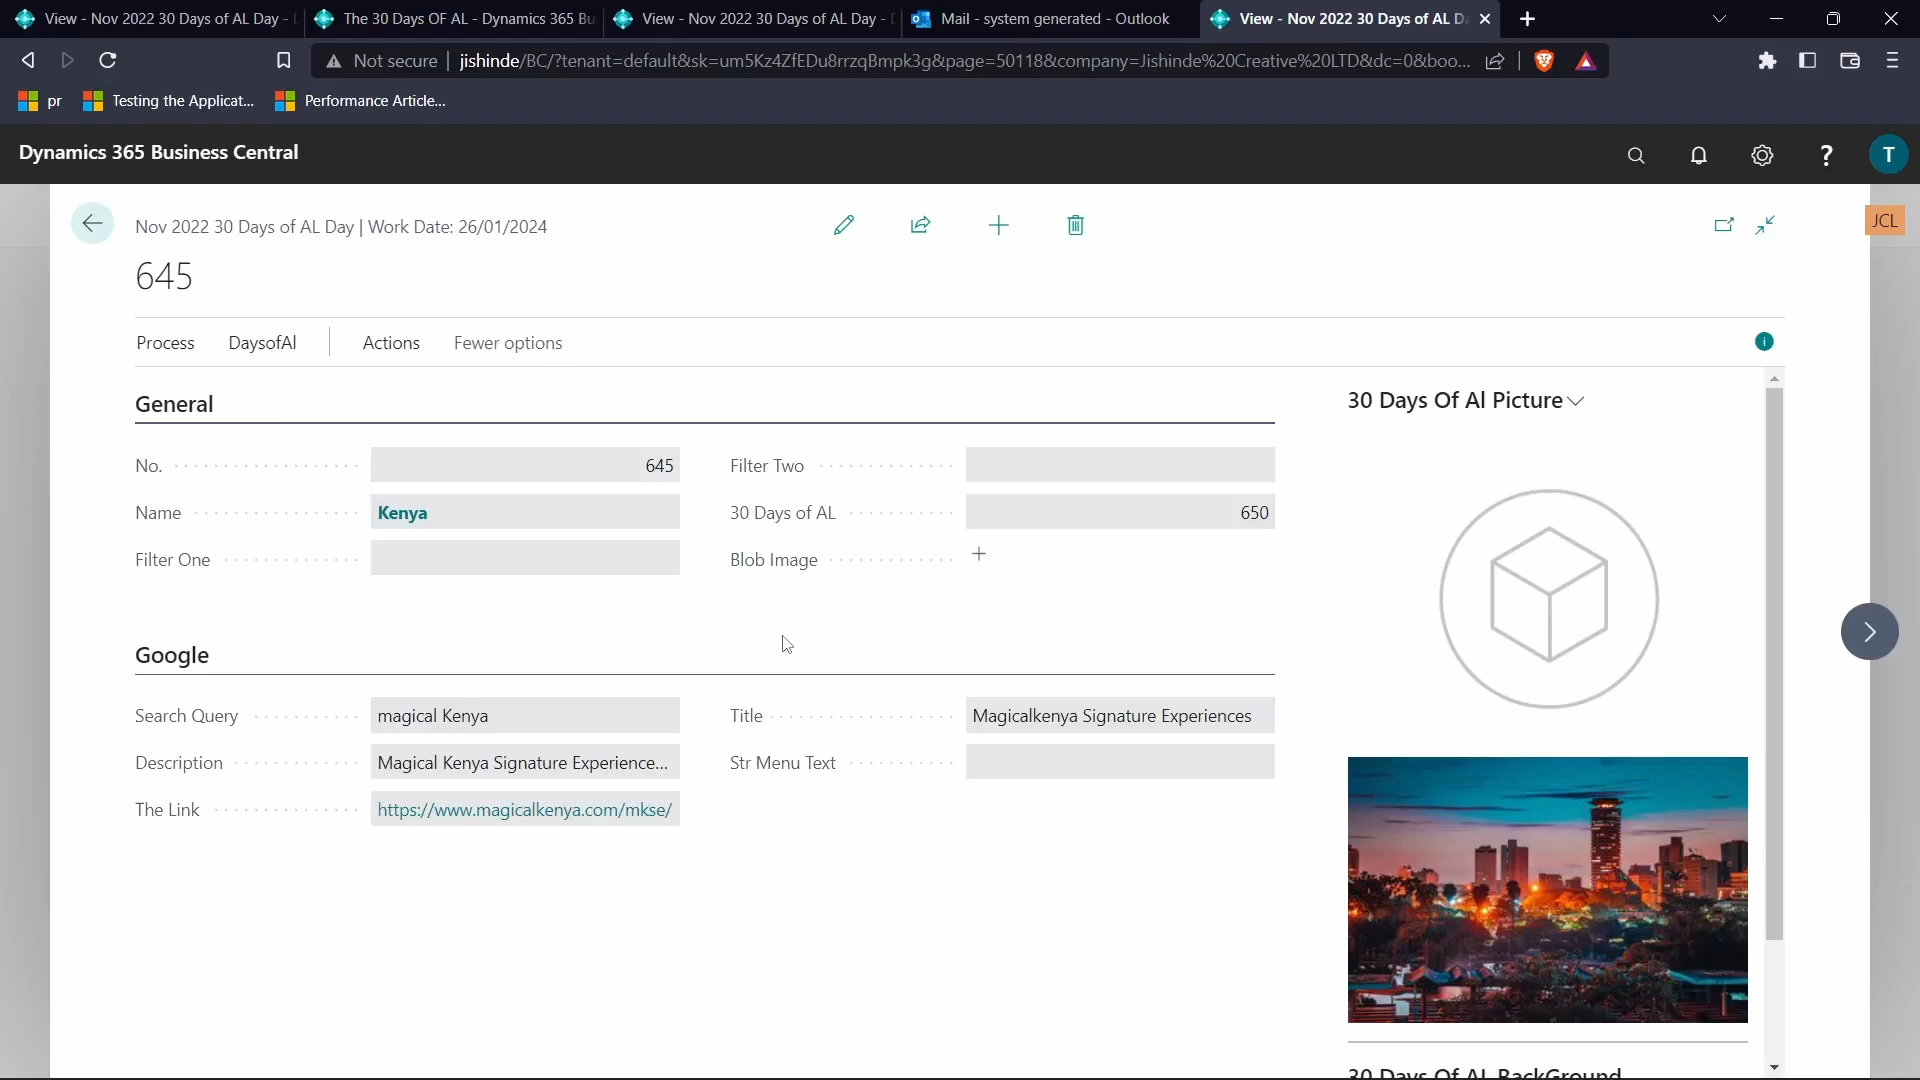 View - Nov 2022 30 Days of AL Day -
The 30 Days OF AL - Dynamics 365 Bu
View - Nov 2022 30 Days of AL Day -
Mail - system generated - Outlook
View - Nov 2022 30 Days of AL D
Not secure
jishinde/BC/?tenant=default&sk=um5Kz4ZfEDu8rrzqBmpk3g&page=50118&company=Jishinde%20Creative%20LTD&dc=0&boo...
pr
Testing the Applicat...
Performance Article...
Dynamics 365 Business Central
?
T
Nov 2022 30 Days of AL Day | Work Date: 26/01/2024
JCL
645
Process
DaysofAl
Actions
Fewer options
General
30 Days Of Al Picture
No.
645
Filter Two
Name
Kenya
30 Days of AL
650
Filter One
Blob Image
Google
Search Query
magical Kenya
Title
Magicalkenya Signature Experiences
Description
Magical Kenya Signature Experience...
Str Menu Text
The Link
https://www.magicalkenya.com/mkse/
30 Days Of AL BackGround